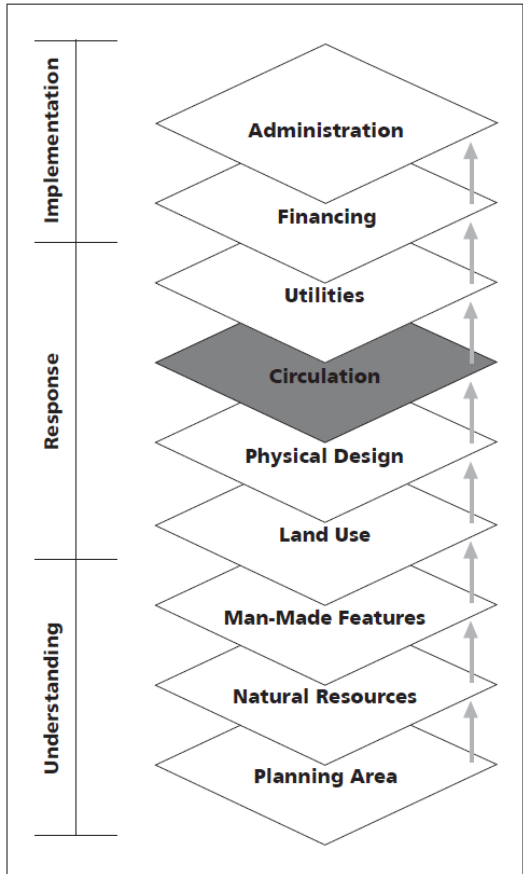 Implementation
Administration
Financing
Response
Utilities
Circulation
Physical Design
Land Use
Understanding
Man-Made Features
Natural Resources
Planning Area